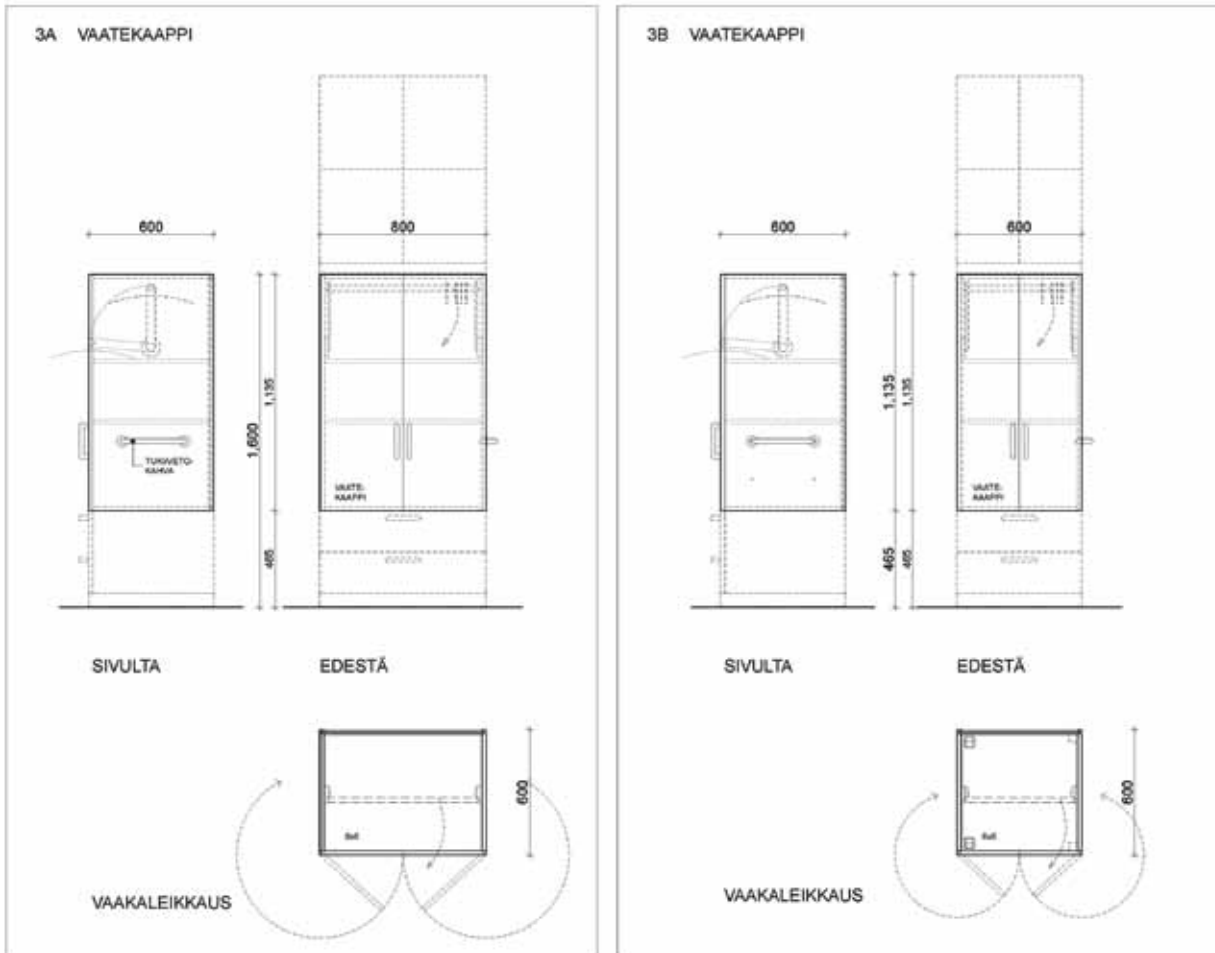 3A VAATEKAAPPI
600
800
1,600
1,135
465
TUKIVETO-
KAHVA
VAATE-
KAAPPI
SIVULTA
EDESTÄ
600
VAAKALEIKKAUS
3B VAATEKAAPPI
600
600
1,135
1,135
465
465
VAATE-
KAAPPI
SIVULTA
EDESTÄ
600
VAAKALEIKKAUS